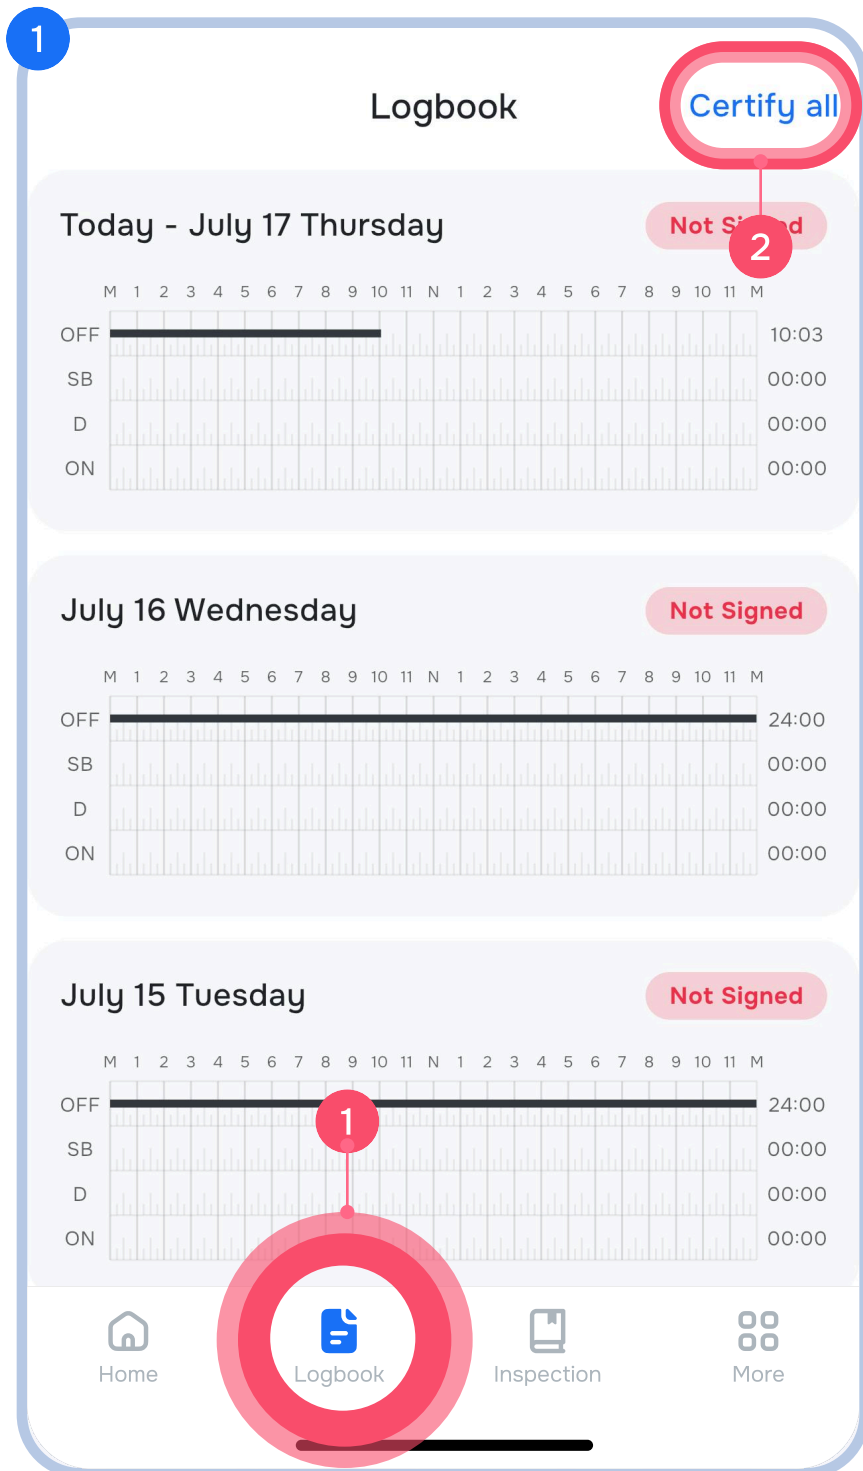 1
Logbook
Certify all
Today - July 17 Thursday
Not Signed
2
M 1 2 3 4 5 6 7 8 9 10 11 N 1 2 3 4 5 6 7 8 9 10 11 M
OFF 10:03
SB 00:00
D 00:00
ON 00:00
July 16 Wednesday
Not Signed
M 1 2 3 4 5 6 7 8 9 10 11 N 1 2 3 4 5 6 7 8 9 10 11 M
OFF 24:00
SB 00:00
D 00:00
ON 00:00
July 15 Tuesday
Not Signed
M 1 2 3 4 5 6 7 8 9 10 11 N 1 2 3 4 5 6 7 8 9 10 11 M
OFF 24:00
1
SB 00:00
D 00:00
ON 00:00
Home
Logbook
Inspection
More